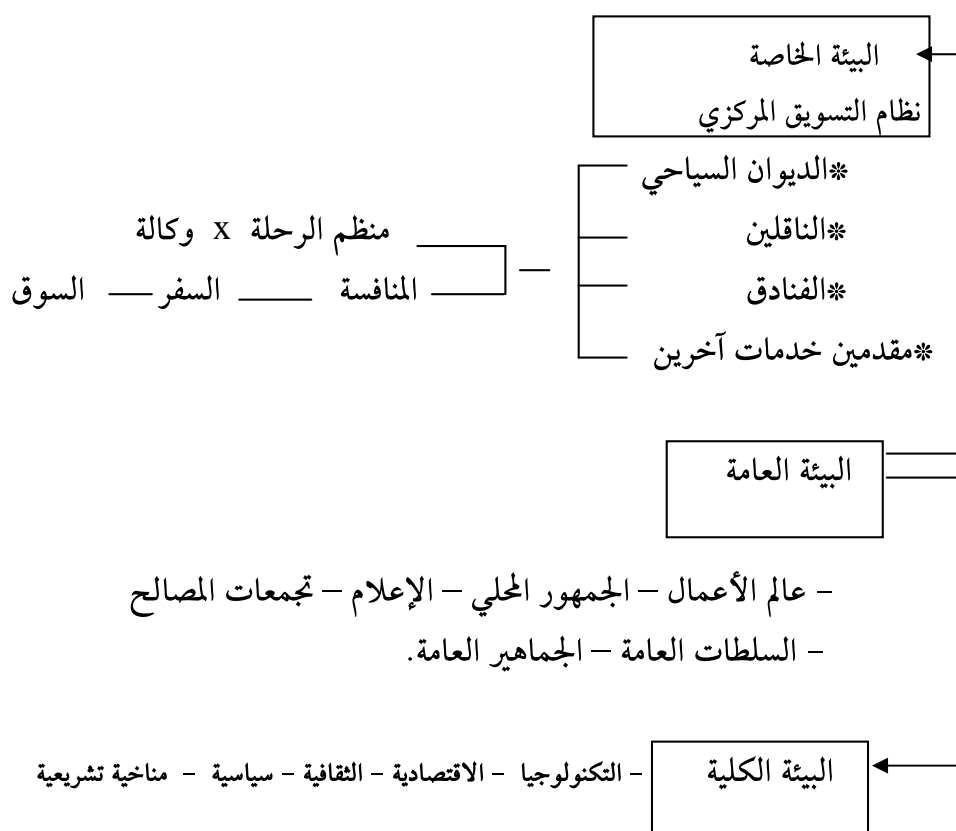 البيئة الخاصة
نظام التسويق المركزي
*الديوان السياحي
*الناقلين
منظم الرحلة x وكالة
*الفنادق
المنافسة — السفر — السوق
*مقدمين خدمات آخرين
البيئة العامة
– عالم الأعمال – الجمهور المحلي – الإعلام – تجمعات المصالح
– السلطات العامة – الجماهير العامة.
البيئة الكلية – التكنولوجيا – الاقتصادية – الثقافية – سياسية – مناخية تشريعية